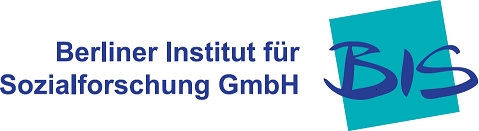 Berliner Institut für
Sozialforschung GmbH
BIS